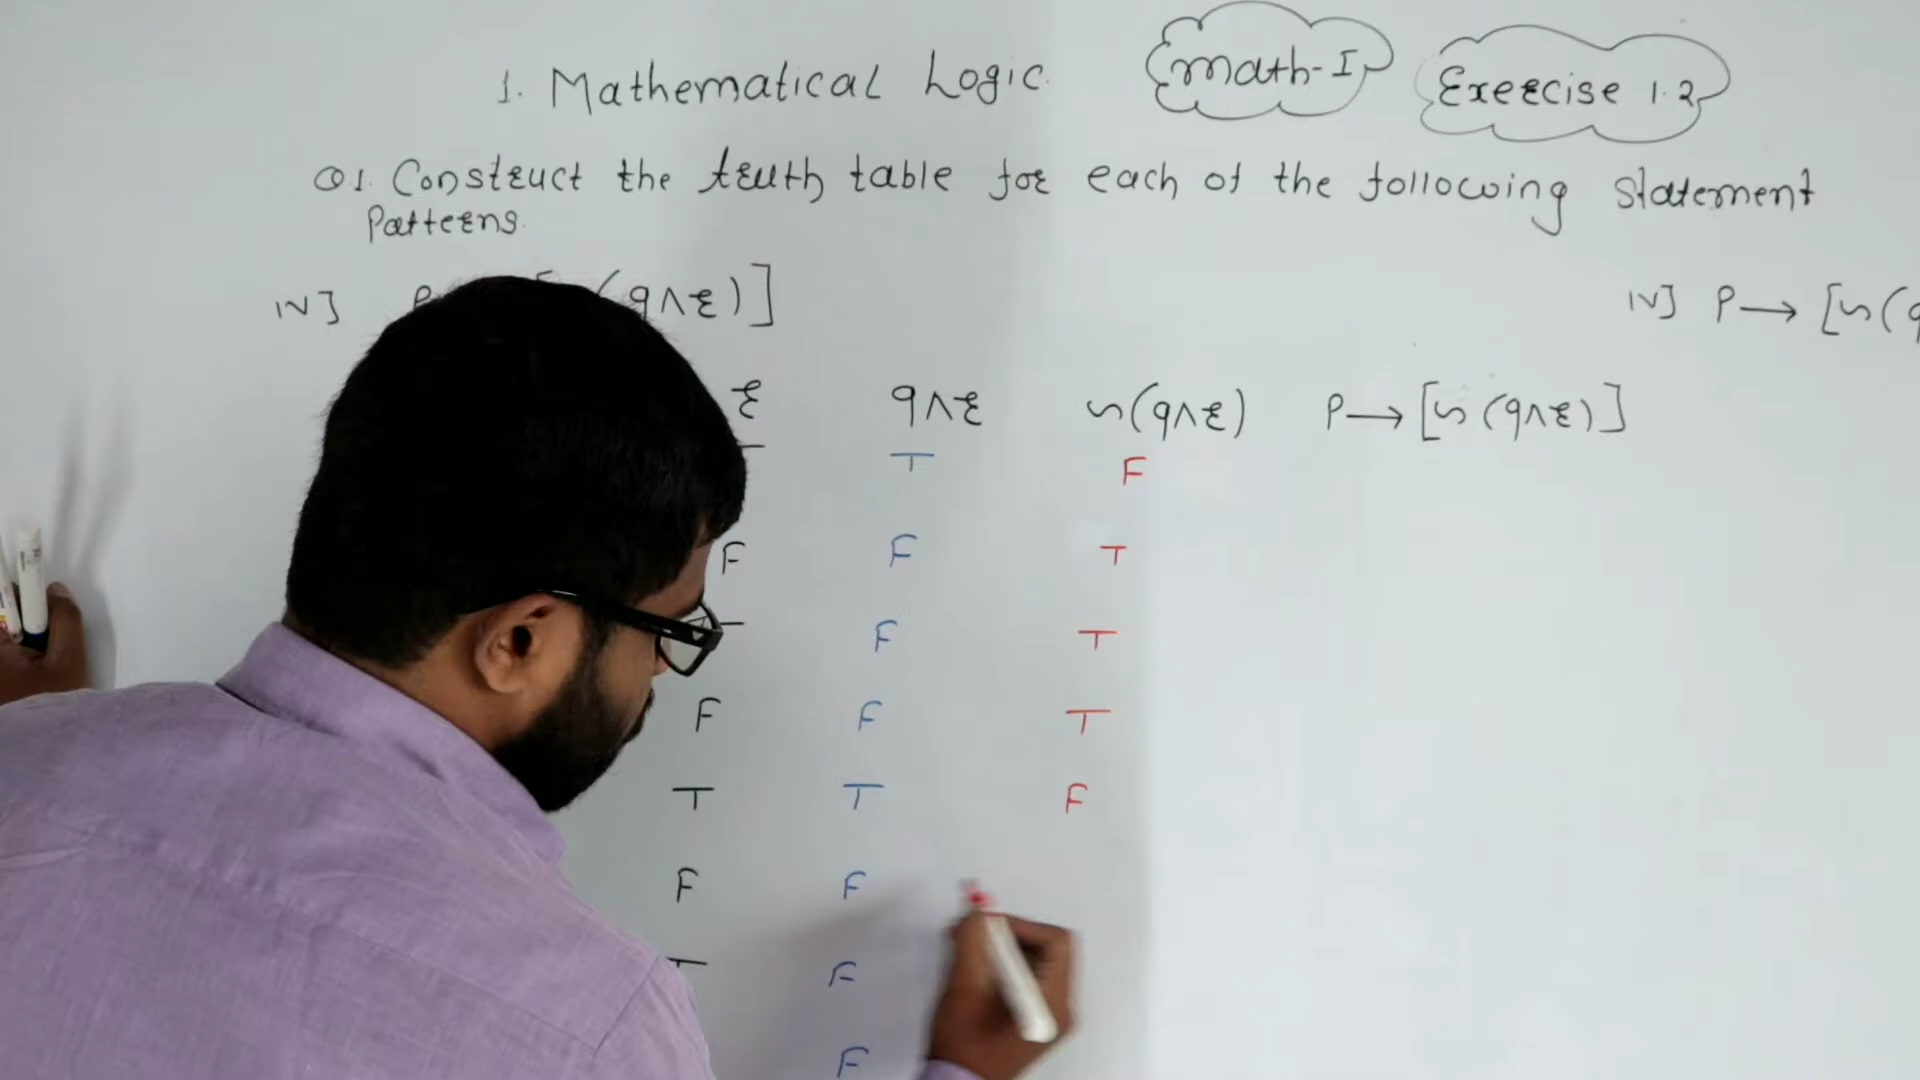 1. Mathematical Logic. Math-I Exercise 1.2
Q1. Construct the truth table for each of the following statement
Patterns.
IV] p (q∧r)] IV] p → [~(q
r q∧r ~(q∧r) p → [~(q∧r)]
T F
F F T
F T
F F T
T T F
F F
T F
F